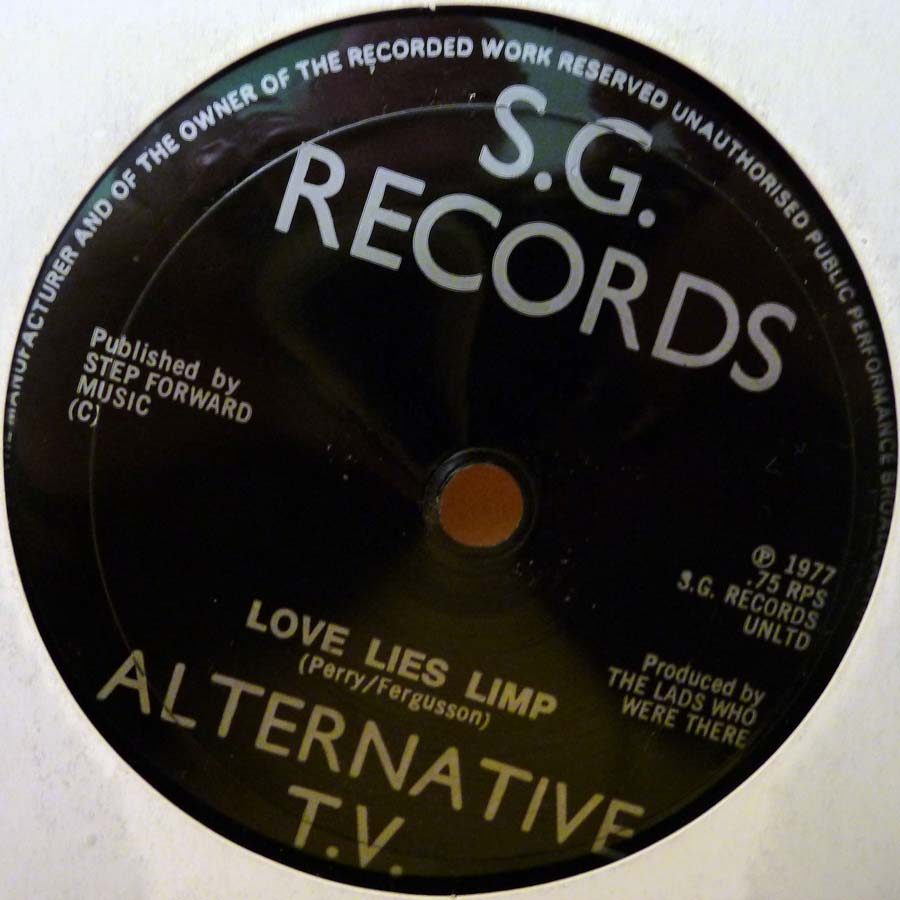 MANUFACTURER AND OF THE OWNER OF THE RECORDED WORK RESERVED UNAUTHORISED PUBLIC PERFORMANCE
S.G.
RECORDS
Published by
STEP FORWARD
MUSIC
(C)
Ⓟ 1977
.75 RPS
S.G. RECORDS
UNLTD
Produced by
THE LADS WHO
WERE THERE
LOVE LIES LIMP
(Perry/Fergusson)
ALTERNATIVE
T.V.